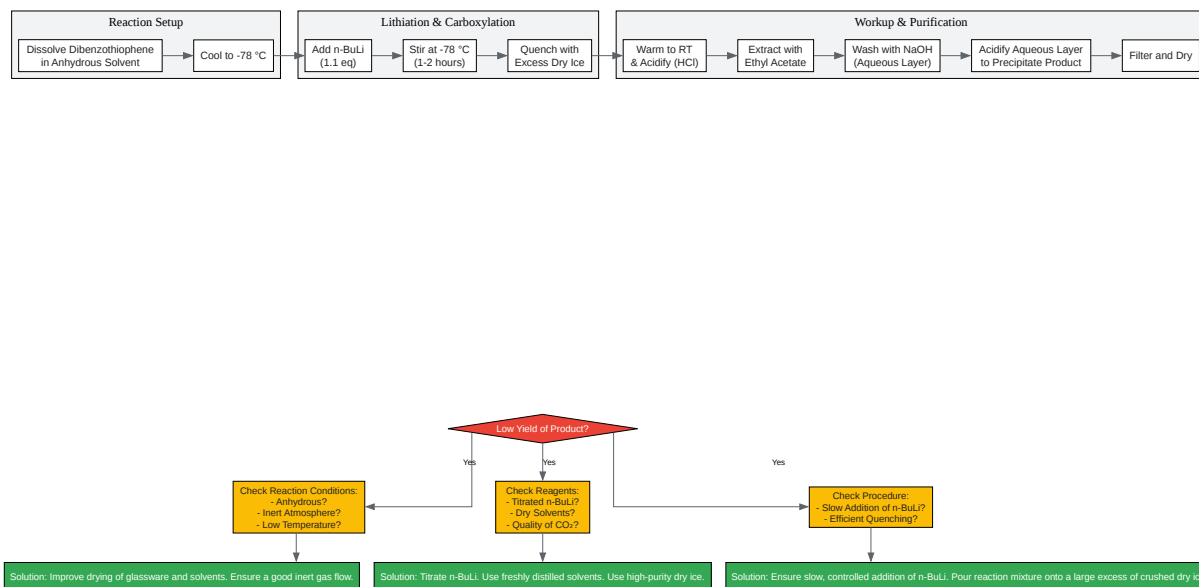 Reaction Setup
Dissolve Dibenzothiophene
in Anhydrous Solvent
Cool to -78 °C
Lithiation & Carboxylation
Add n-BuLi
(1.1 eq)
Stir at -78 °C
(1-2 hours)
Quench with
Excess Dry Ice
Workup & Purification
Warm to RT
& Acidify (HCl)
Extract with
Ethyl Acetate
Wash with NaOH
(Aqueous Layer)
Acidify Aqueous Layer
to Precipitate Product
Filter and Dry
Low Yield of Product?
Yes
Yes
Yes
Check Reaction Conditions:
- Anhydrous?
- Inert Atmosphere?
- Low Temperature?
Check Reagents:
- Titrated n-BuLi?
- Dry Solvents?
- Quality of CO₂?
Check Procedure:
- Slow Addition of n-BuLi?
- Efficient Quenching?
Solution: Improve drying of glassware and solvents. Ensure a good inert gas flow.
Solution: Titrate n-BuLi. Use freshly distilled solvents. Use high-purity dry ice.
Solution: Ensure slow, controlled addition of n-BuLi. Pour reaction mixture onto a large excess of crushed dry